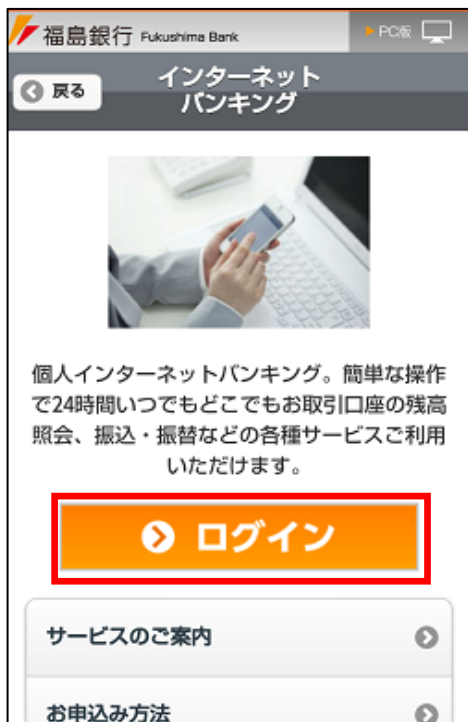 福島銀行 Fukushima Bank
PC版
戻る
インターネット
バンキング
個人インターネットバンキング。簡単な操作
で24時間いつでもどこでもお取引口座の残高
照会、振込・振替などの各種サービスご利用
いただけます。
ログイン
サービスのご案内
お申込み方法